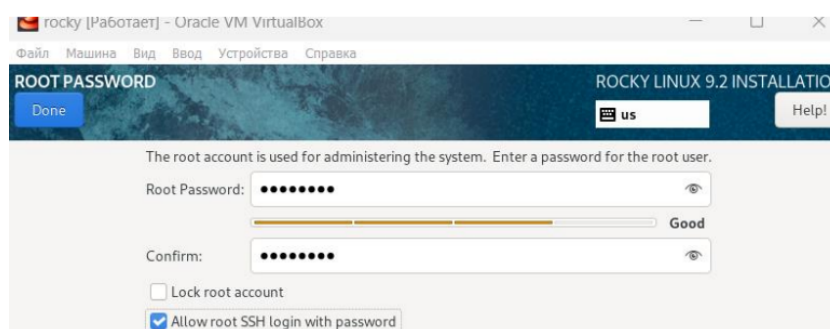 rocky [Работает] - Oracle VM VirtualBox
Файл Машина Вид Ввод Устройства Справка
ROOT PASSWORD
ROCKY LINUX 9.2 INSTALLATIO
Done
us
Help!
The root account is used for administering the system. Enter a password for the root user.
Root Password: ●●●●●●●●
Good
Confirm: ●●●●●●●●
Lock root account
Allow root SSH login with password